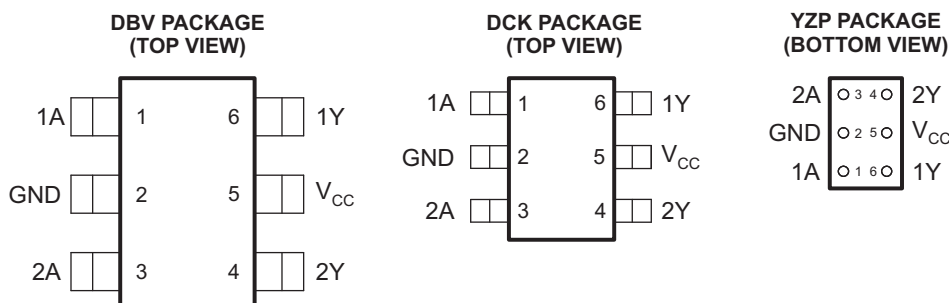 DBV PACKAGE
(TOP VIEW)
1A 1 6 1Y
GND 2 5 VCC
2A 3 4 2Y
DCK PACKAGE
(TOP VIEW)
1A 1 6 1Y
GND 2 5 VCC
2A 3 4 2Y
YZP PACKAGE
(BOTTOM VIEW)
2A 3 4 2Y
GND 2 5 VCC
1A 1 6 1Y